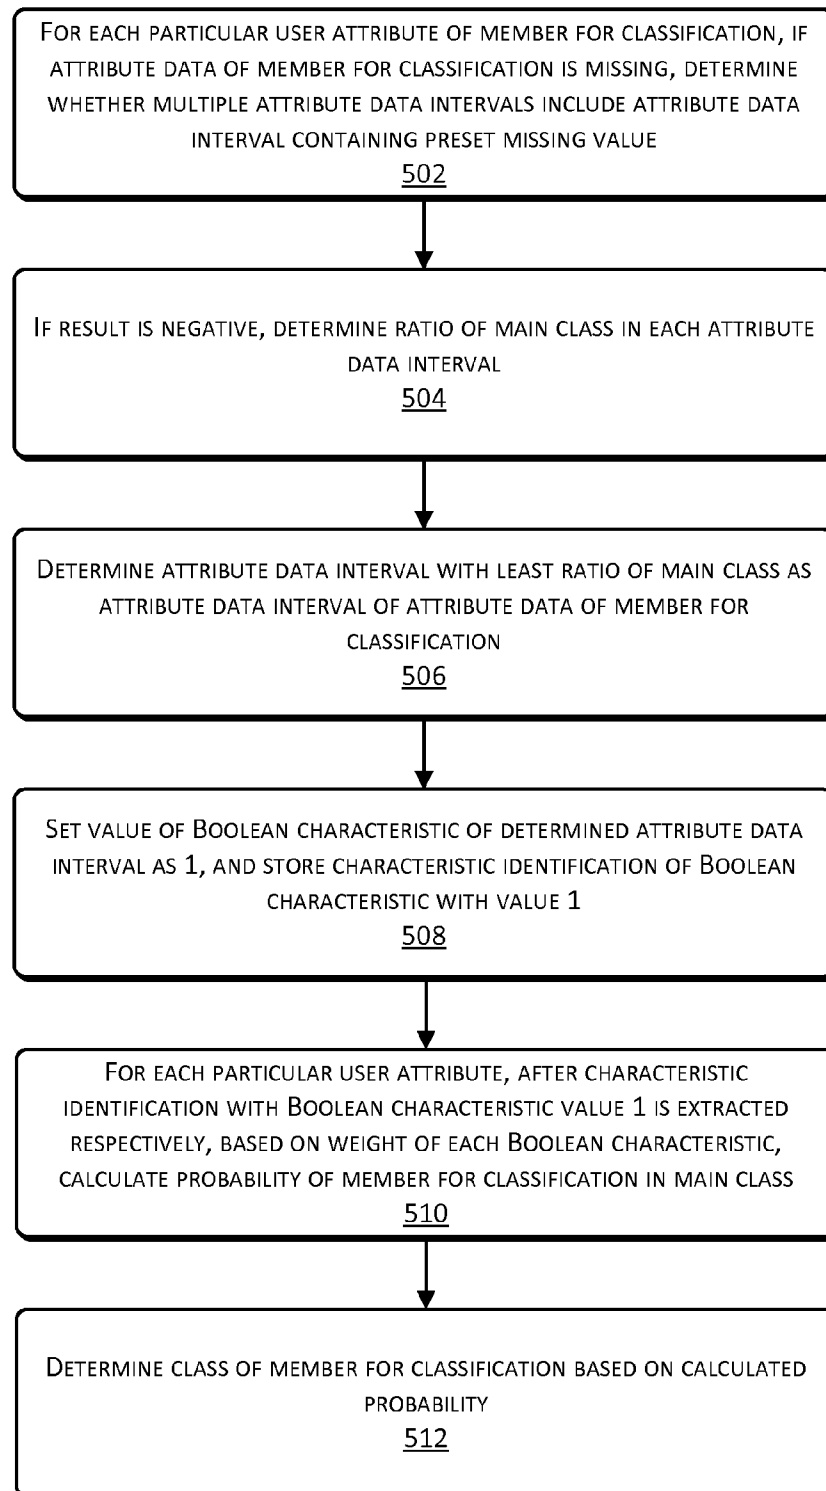 FOR EACH PARTICULAR USER ATTRIBUTE OF MEMBER FOR CLASSIFICATION, IF
ATTRIBUTE DATA OF MEMBER FOR CLASSIFICATION IS MISSING, DETERMINE
WHETHER MULTIPLE ATTRIBUTE DATA INTERVALS INCLUDE ATTRIBUTE DATA
INTERVAL CONTAINING PRESET MISSING VALUE
502
IF RESULT IS NEGATIVE, DETERMINE RATIO OF MAIN CLASS IN EACH ATTRIBUTE
DATA INTERVAL
504
DETERMINE ATTRIBUTE DATA INTERVAL WITH LEAST RATIO OF MAIN CLASS AS
ATTRIBUTE DATA INTERVAL OF ATTRIBUTE DATA OF MEMBER FOR
CLASSIFICATION
506
SET VALUE OF BOOLEAN CHARACTERISTIC OF DETERMINED ATTRIBUTE DATA
INTERVAL AS 1, AND STORE CHARACTERISTIC IDENTIFICATION OF BOOLEAN
CHARACTERISTIC WITH VALUE 1
508
FOR EACH PARTICULAR USER ATTRIBUTE, AFTER CHARACTERISTIC
IDENTIFICATION WITH BOOLEAN CHARACTERISTIC VALUE 1 IS EXTRACTED
RESPECTIVELY, BASED ON WEIGHT OF EACH BOOLEAN CHARACTERISTIC,
CALCULATE PROBABILITY OF MEMBER FOR CLASSIFICATION IN MAIN CLASS
510
DETERMINE CLASS OF MEMBER FOR CLASSIFICATION BASED ON CALCULATED
PROBABILITY
512